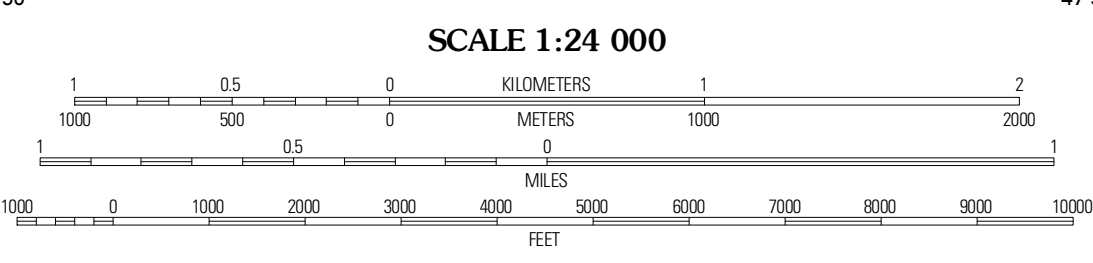 SCALE 1:24 000
1 0.5 0 KILOMETERS 1 2
1000 500 0 METERS 1000 2000
1 0.5 0 1
MILES
1000 0 1000 2000 3000 4000 5000 6000 7000 8000 9000 10000
FEET